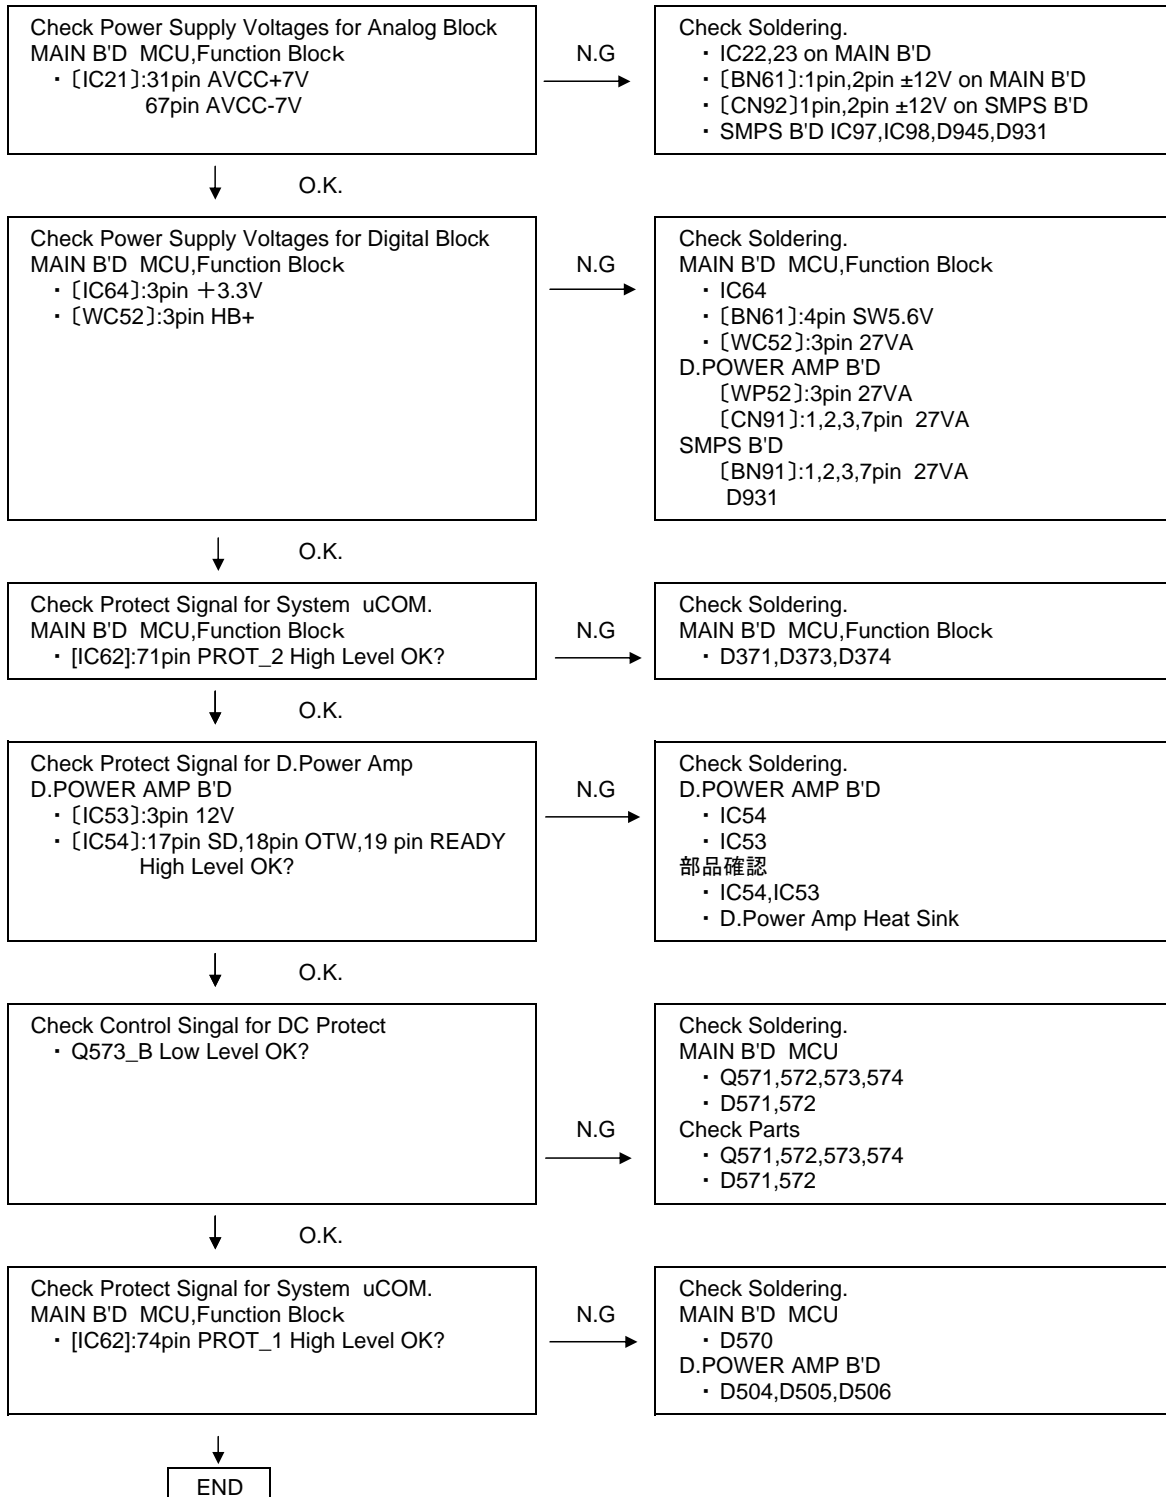 Check Power Supply Voltages for Analog Block
MAIN B'D  MCU,Function Block
・〔IC21〕:31pin AVCC+7V
67pin AVCC-7V
N.G
Check Soldering.
・ IC22,23 on MAIN B'D
・〔BN61〕:1pin,2pin ±12V on MAIN B'D
・〔CN92〕1pin,2pin ±12V on SMPS B'D
・ SMPS B'D IC97,IC98,D945,D931
O.K.
Check Power Supply Voltages for Digital Block
MAIN B'D  MCU,Function Block
・〔IC64〕:3pin ＋3.3V
・〔WC52〕:3pin HB+
N.G
Check Soldering.
MAIN B'D  MCU,Function Block
・ IC64
・〔BN61〕:4pin SW5.6V
・〔WC52〕:3pin 27VA
D.POWER AMP B'D
〔WP52〕:3pin 27VA
〔CN91〕:1,2,3,7pin  27VA
SMPS B'D
〔BN91〕:1,2,3,7pin  27VA
D931
O.K.
Check Protect Signal for System  uCOM.
MAIN B'D  MCU,Function Block
・ [IC62]:71pin PROT_2 High Level OK?
N.G
Check Soldering.
MAIN B'D  MCU,Function Block
・ D371,D373,D374
O.K.
Check Protect Signal for D.Power Amp
D.POWER AMP B'D
・〔IC53〕:3pin 12V
・〔IC54〕:17pin SD,18pin OTW,19 pin READY
High Level OK?
N.G
Check Soldering.
D.POWER AMP B'D
・ IC54
・ IC53
部品確認
・ IC54,IC53
・ D.Power Amp Heat Sink
O.K.
Check Control Singal for DC Protect
・ Q573_B Low Level OK?
N.G
Check Soldering.
MAIN B'D  MCU
・ Q571,572,573,574
・ D571,572
Check Parts
・ Q571,572,573,574
・ D571,572
O.K.
Check Protect Signal for System  uCOM.
MAIN B'D  MCU,Function Block
・ [IC62]:74pin PROT_1 High Level OK?
N.G
Check Soldering.
MAIN B'D  MCU
・ D570
D.POWER AMP B'D
・ D504,D505,D506
END